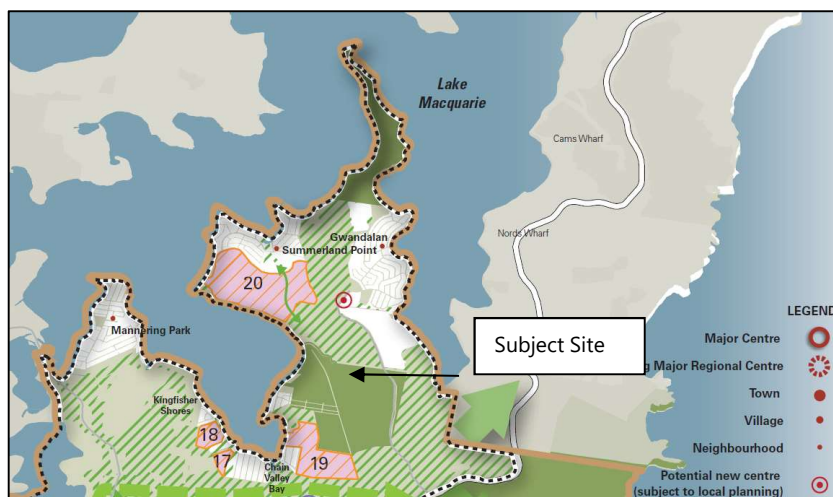 Lake
Macquarie
Cams Wharf
Nords Wharf
Gwandalan
Summerland Point
20
Mannering Park
Subject Site
Kingfisher
Shores
18
17
Chain
Valley
Bay
19
LEGEND
Major Centre
g Major Regional Centre
Town
Village
Neighbourhood
Potential new centre
(subject to local planning)